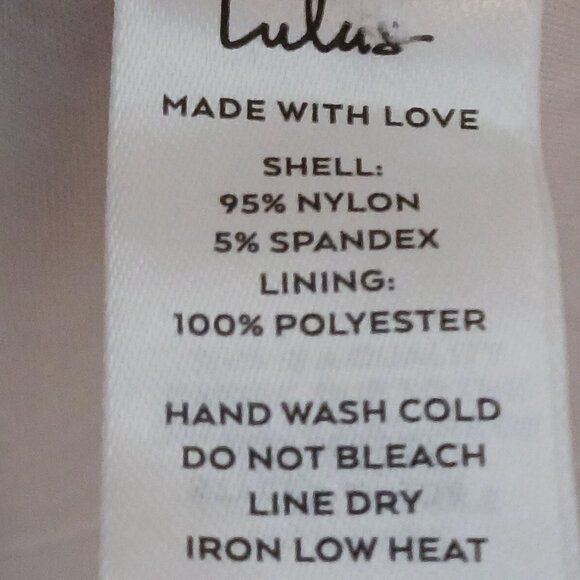 Lulus
MADE WITH LOVE
SHELL:
95% NYLON
5% SPANDEX
LINING:
100% POLYESTER
HAND WASH COLD
DO NOT BLEACH
LINE DRY
IRON LOW HEAT